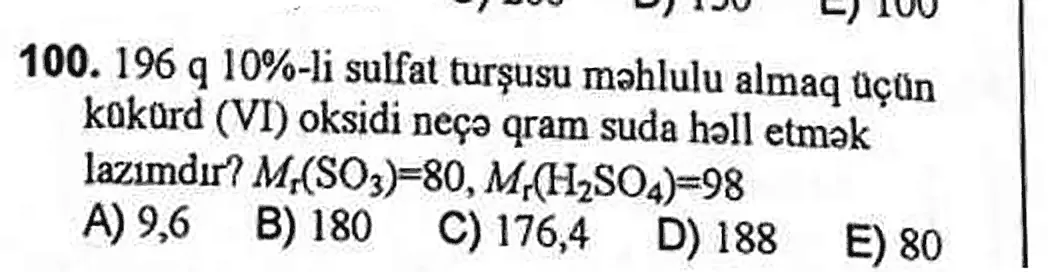 100. 196 q 10%-li sulfat turşusu məhlulu almaq üçün
kükürd (VI) oksidi neçə qram suda həll etmək
lazımdır? Mᵣ(SO₃)=80, Mᵣ(H₂SO₄)=98
A) 9,6 B) 180 C) 176,4 D) 188 E) 80